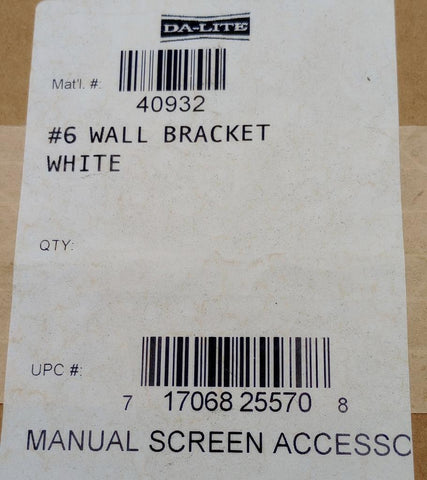 DA-LITE
Mat'l. #:
40932
#6 WALL BRACKET
WHITE
QTY:
UPC #:
7 17068 25570 8
MANUAL SCREEN ACCESSC